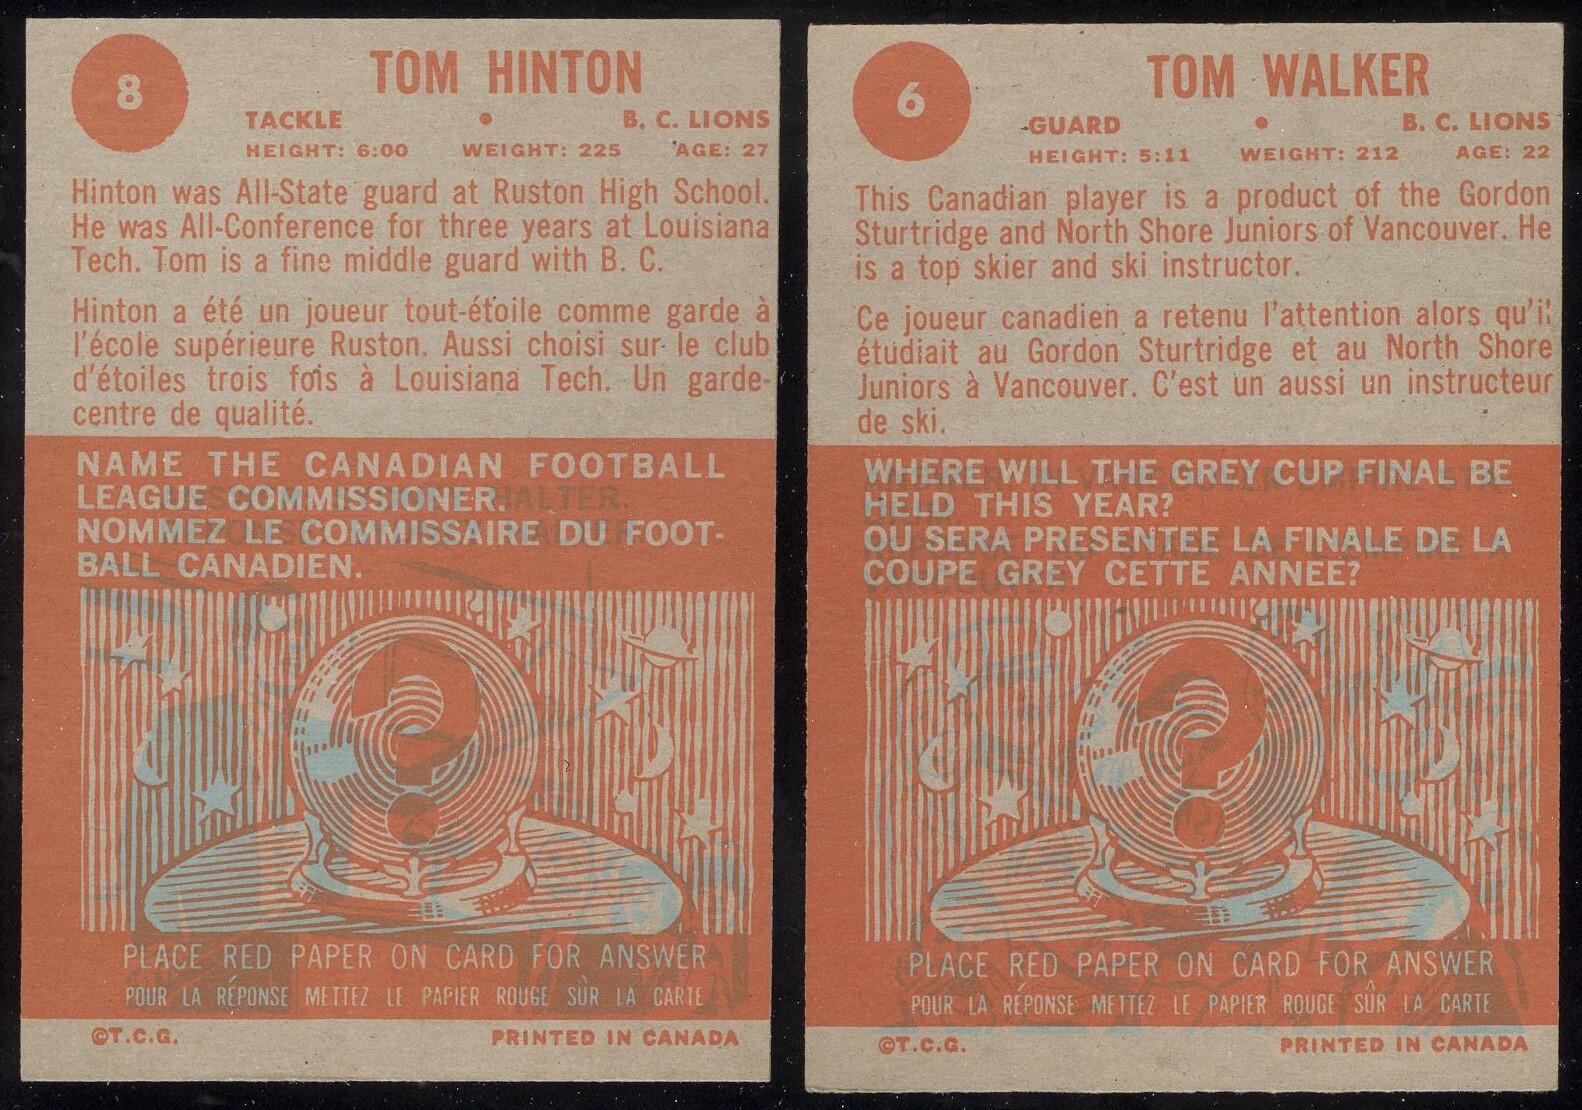 8
TOM HINTON
TACKLE • B. C. LIONS
HEIGHT: 6:00 WEIGHT: 225 AGE: 27
Hinton was All-State guard at Ruston High School.
He was All-Conference for three years at Louisiana
Tech. Tom is a fine middle guard with B. C.
Hinton a été un joueur tout-étoile comme garde à
l'école supérieure Ruston. Aussi choisi sur le club
d'étoiles trois fois à Louisiana Tech. Un garde-
centre de qualité.
NAME THE CANADIAN FOOTBALL
LEAGUE COMMISSIONER.
NOMMEZ LE COMMISSAIRE DU FOOT-
BALL CANADIEN.
?
PLACE RED PAPER ON CARD FOR ANSWER
POUR LA RÉPONSE METTEZ LE PAPIER ROUGE SÛR LA CARTE
©T.C.G. PRINTED IN CANADA
6
TOM WALKER
GUARD • B. C. LIONS
HEIGHT: 5:11 WEIGHT: 212 AGE: 22
This Canadian player is a product of the Gordon
Sturtridge and North Shore Juniors of Vancouver. He
is a top skier and ski instructor.
Ce joueur canadien a retenu l'attention alors qu'il
étudiait au Gordon Sturtridge et au North Shore
Juniors à Vancouver. C'est un aussi un instructeur
de ski.
WHERE WILL THE GREY CUP FINAL BE
HELD THIS YEAR?
OU SERA PRESENTEE LA FINALE DE LA
COUPE GREY CETTE ANNEE?
?
PLACE RED PAPER ON CARD FOR ANSWER
POUR LA RÉPONSE METTEZ LE PAPIER ROUGE SÛR LA CARTE
©T.C.G. PRINTED IN CANADA